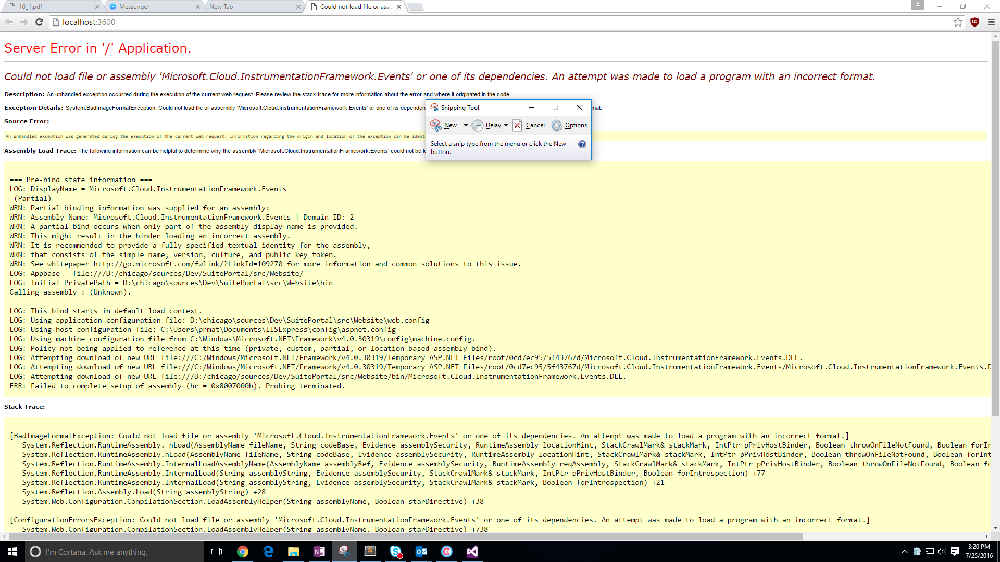 16_1.pdf
Messenger
New Tab
Could not load file or asse
localhost:3600
Server Error in '/' Application.
Could not load file or assembly 'Microsoft.Cloud.InstrumentationFramework.Events' or one of its dependencies. An attempt was made to load a program with an incorrect format.
Description: An unhandled exception occurred during the execution of the current web request. Please review the stack trace for more information about the error and where it originated in the code.
Exception Details: System.BadImageFormatException: Could not load file or assembly 'Microsoft.Cloud.InstrumentationFramework.Events' or one of its dependen mat.
Source Error:
An unhandled exception was generated during the execution of the current web request. Information regarding the origin and location of the exception can be ident
Assembly Load Trace: The following information can be helpful to determine why the assembly 'Microsoft.Cloud.InstrumentationFramework.Events' could not be lo
Snipping Tool
New Delay Cancel Options
Select a snip type from the menu or click the New
button.
=== Pre-bind state information ===
LOG: DisplayName = Microsoft.Cloud.InstrumentationFramework.Events
(Partial)
WRN: Partial binding information was supplied for an assembly:
WRN: Assembly Name: Microsoft.Cloud.InstrumentationFramework.Events | Domain ID: 2
WRN: A partial bind occurs when only part of the assembly display name is provided.
WRN: This might result in the binder loading an incorrect assembly.
WRN: It is recommended to provide a fully specified textual identity for the assembly,
WRN: that consists of the simple name, version, culture, and public key token.
WRN: See whitepaper http://go.microsoft.com/fwlink/?LinkId=109270 for more information and common solutions to this issue.
LOG: Appbase = file:///D:/chicago/sources/Dev/SuitePortal/src/Website/
LOG: Initial PrivatePath = D:\chicago\sources\Dev\SuitePortal\src\Website\bin
Calling assembly : (Unknown).
===
LOG: This bind starts in default load context.
LOG: Using application configuration file: D:\chicago\sources\Dev\SuitePortal\src\Website\web.config
LOG: Using host configuration file: C:\Users\prmat\Documents\IISExpress\config\aspnet.config
LOG: Using machine configuration file from C:\Windows\Microsoft.NET\Framework\v4.0.30319\config\machine.config.
LOG: Policy not being applied to reference at this time (private, custom, partial, or location-based assembly bind).
LOG: Attempting download of new URL file:///C:/Windows/Microsoft.NET/Framework/v4.0.30319/Temporary ASP.NET Files/root/0cd7ec95/5f43767d/Microsoft.Cloud.InstrumentationFramework.Events.DLL.
LOG: Attempting download of new URL file:///C:/Windows/Microsoft.NET/Framework/v4.0.30319/Temporary ASP.NET Files/root/0cd7ec95/5f43767d/Microsoft.Cloud.InstrumentationFramework.Events/Microsoft.Cloud.InstrumentationFramework.Events.D
LOG: Attempting download of new URL file:///D:/chicago/sources/Dev/SuitePortal/src/Website/bin/Microsoft.Cloud.InstrumentationFramework.Events.DLL.
ERR: Failed to complete setup of assembly (hr = 0x8007000b). Probing terminated.
Stack Trace:
[BadImageFormatException: Could not load file or assembly 'Microsoft.Cloud.InstrumentationFramework.Events' or one of its dependencies. An attempt was made to load a program with an incorrect format.]
System.Reflection.RuntimeAssembly._nLoad(AssemblyName fileName, String codeBase, Evidence assemblySecurity, RuntimeAssembly locationHint, StackCrawlMark& stackMark, IntPtr pPrivHostBinder, Boolean throwOnFileNotFound, Boolean forIn
System.Reflection.RuntimeAssembly.nLoad(AssemblyName fileName, String codeBase, Evidence assemblySecurity, RuntimeAssembly locationHint, StackCrawlMark& stackMark, IntPtr pPrivHostBinder, Boolean throwOnFileNotFound, Boolean forInt
System.Reflection.RuntimeAssembly.InternalLoadAssemblyName(AssemblyName assemblyRef, Evidence assemblySecurity, RuntimeAssembly reqAssembly, StackCrawlMark& stackMark, IntPtr pPrivHostBinder, Boolean throwOnFileNotFound, Boolean fo
System.Reflection.RuntimeAssembly.InternalLoad(String assemblyString, Evidence assemblySecurity, StackCrawlMark& stackMark, IntPtr pPrivHostBinder, Boolean forIntrospection) +77
System.Reflection.RuntimeAssembly.InternalLoad(String assemblyString, Evidence assemblySecurity, StackCrawlMark& stackMark, Boolean forIntrospection) +21
System.Reflection.Assembly.Load(String assemblyString) +28
System.Web.Configuration.CompilationSection.LoadAssemblyHelper(String assemblyName, Boolean starDirective) +38
[ConfigurationErrorsException: Could not load file or assembly 'Microsoft.Cloud.InstrumentationFramework.Events' or one of its dependencies. An attempt was made to load a program with an incorrect format.]
System.Web.Configuration.CompilationSection.LoadAssemblyHelper(String assemblyName, Boolean starDirective) +738
I'm Cortana. Ask me anything.
3:20 PM
7/25/2016